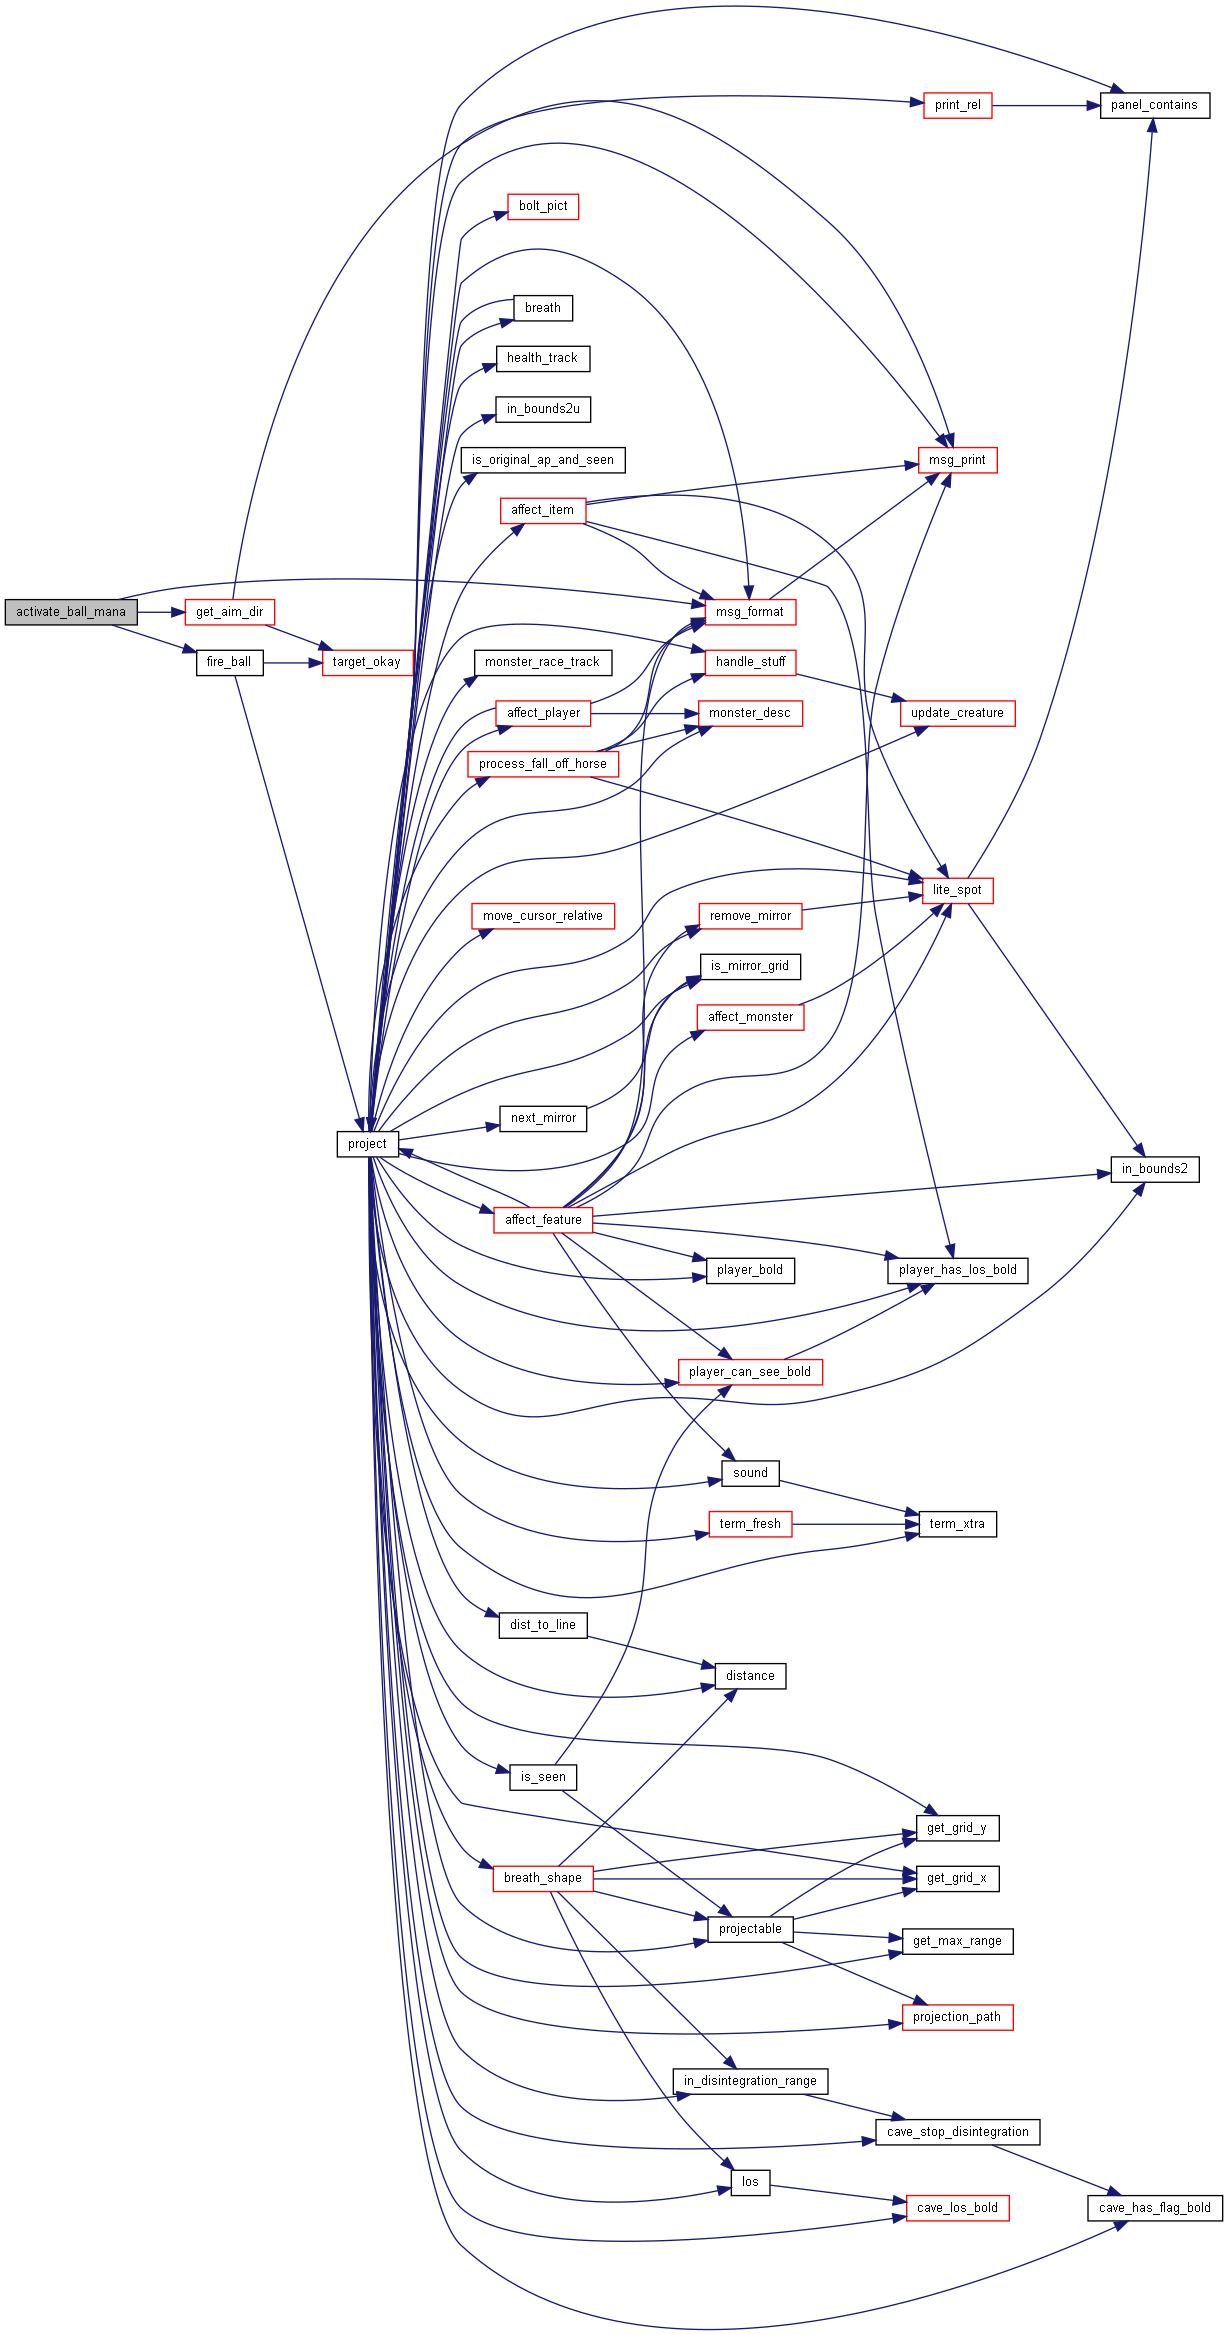 panel_contains
print_rel
bolt_pict
breath
health_track
in_bounds2u
is_original_ap_and_seen
msg_print
affect_item
activate_ball_mana
get_aim_dir
msg_format
fire_ball
target_okay
monster_race_track
handle_stuff
affect_player
monster_desc
update_creature
process_fall_off_horse
lite_spot
move_cursor_relative
remove_mirror
is_mirror_grid
affect_monster
next_mirror
project
in_bounds2
affect_feature
player_bold
player_has_los_bold
player_can_see_bold
sound
term_fresh
term_xtra
dist_to_line
distance
is_seen
get_grid_y
breath_shape
get_grid_x
projectable
get_max_range
projection_path
in_disintegration_range
cave_stop_disintegration
los
cave_los_bold
cave_has_flag_bold